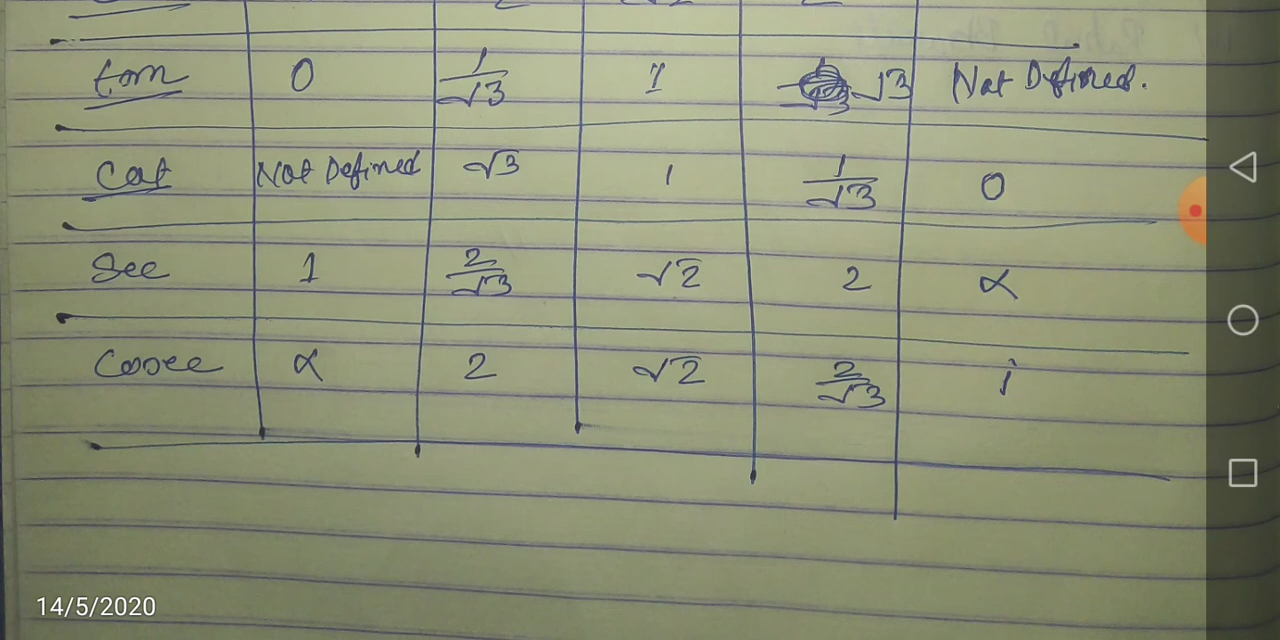 tan 0 1/√3 1 √3 Not Defined.
Cot Not Defined √3 1 1/√3 0
Sec 1 2/√3 √2 2 ∝
Cosec ∝ 2 √2 2/√3 1
14/5/2020